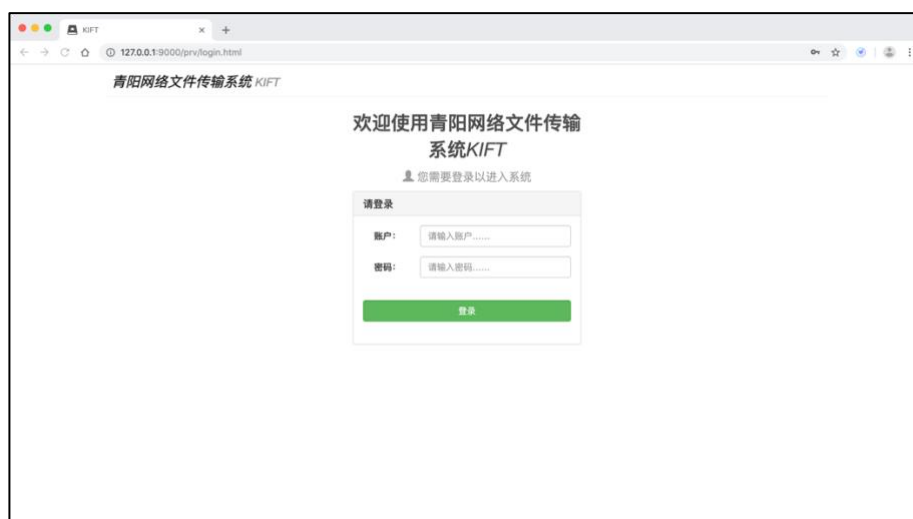 KIFT
127.0.0.1:9000/prv/login.html
青阳网络文件传输系统 KIFT
欢迎使用青阳网络文件传输
系统KIFT
您需要登录以进入系统
请登录
账户：
请输入账户……
密码：
请输入密码……
登录